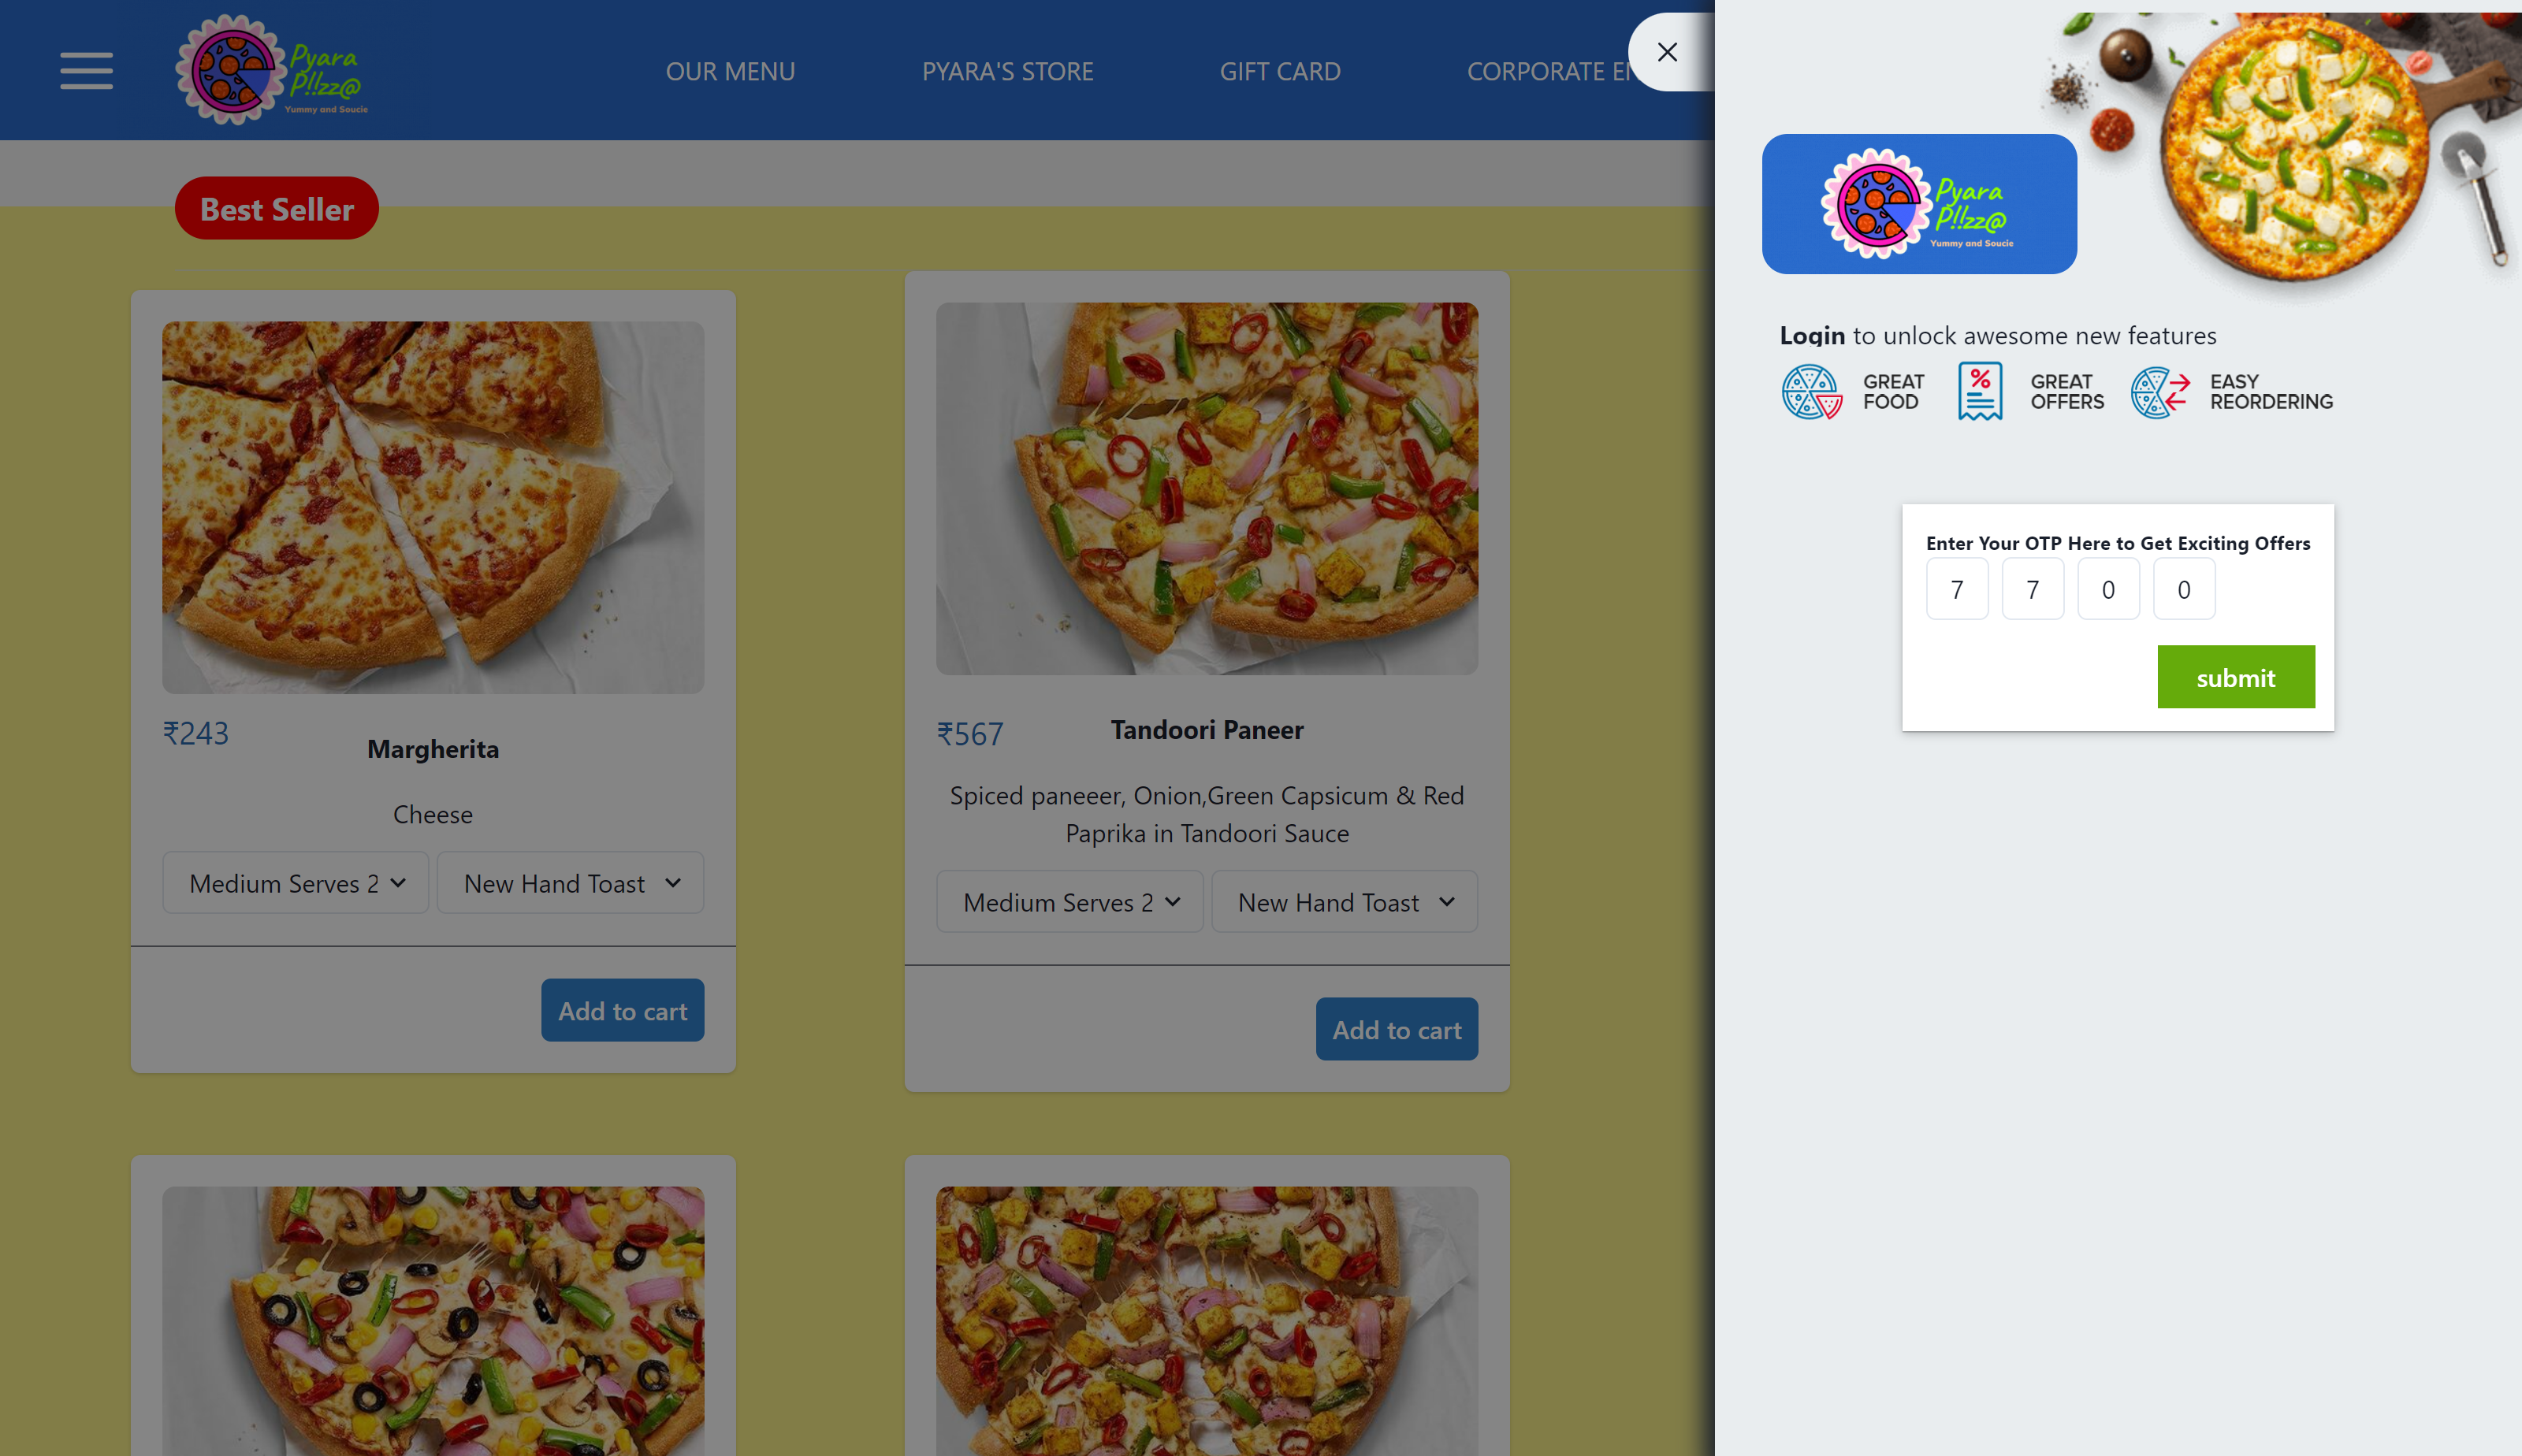 Pyara
P!!zz@
Yummy and Soucie
OUR MENU
PYARA'S STORE
GIFT CARD
CORPORATE
Best Seller
₹243
Margherita
Cheese
Medium Serves 2
New Hand Toast
Add to cart
₹567
Tandoori Paneer
Spiced paneeer, Onion,Green Capsicum & Red
Paprika in Tandoori Sauce
Medium Serves 2
New Hand Toast
Add to cart
Pyara
P!!zz@
Yummy and Soucie
Login to unlock awesome new features
GREAT
FOOD
%
GREAT
OFFERS
EASY
REORDERING
Enter Your OTP Here to Get Exciting Offers
7 7 0 0
submit